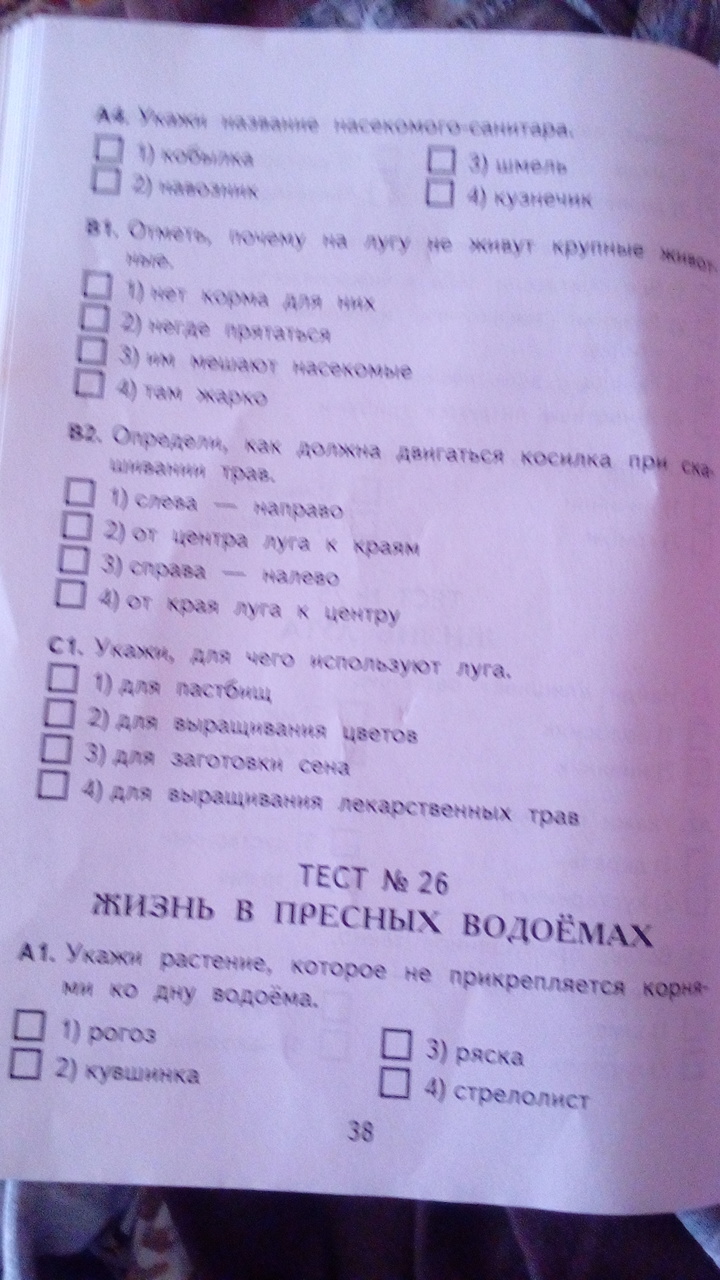 А4. Укажи название насекомого-санитара.
1) кобылка
2) навозник
3) шмель
4) кузнечик
В1. Отметь, почему на лугу не живут крупные живот-
ные.
1) нет корма для них
2) негде прятаться
3) им мешают насекомые
4) там жарко
В2. Определи, как должна двигаться косилка при ска-
шивании трав.
1) слева — направо
2) от центра луга к краям
3) справа — налево
4) от края луга к центру
С1. Укажи, для чего используют луга.
1) для пастбищ
2) для выращивания цветов
3) для заготовки сена
4) для выращивания лекарственных трав
ТЕСТ № 26
ЖИЗНЬ В ПРЕСНЫХ ВОДОЁМАХ
А1. Укажи растение, которое не прикрепляется корня-
ми ко дну водоёма.
1) рогоз
2) кувшинка
3) ряска
4) стрелолист
38